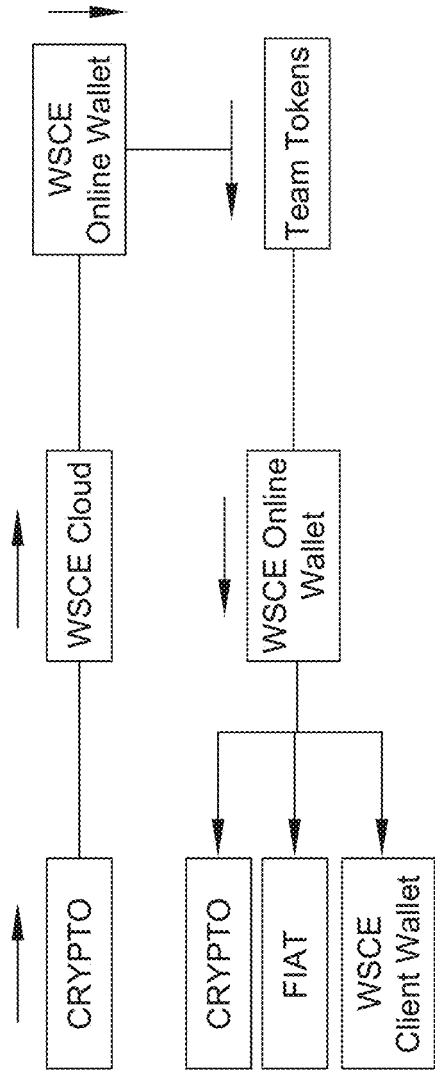 CRYPTO
WSCE Cloud
WSCE
Online Wallet
Team Tokens
WSCE Online
Wallet
CRYPTO
FIAT
WSCE
Client Wallet